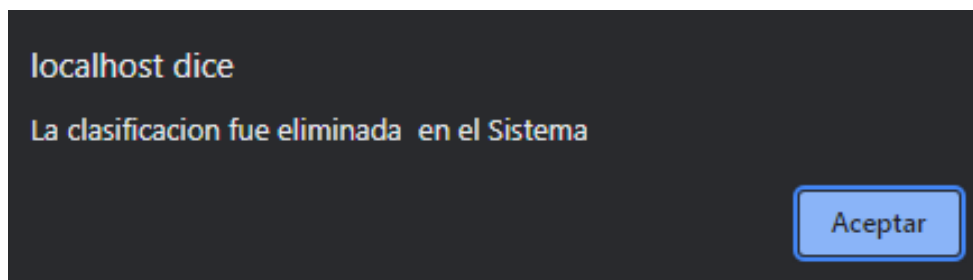 localhost dice
La clasificacion fue eliminada  en el Sistema
Aceptar